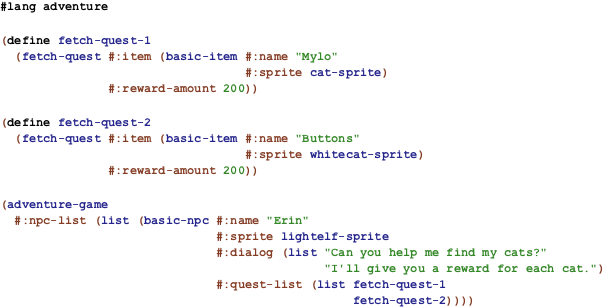 #lang adventure
(define fetch-quest-1
(fetch-quest #:item (basic-item #:name "Mylo"
#:sprite cat-sprite)
#:reward-amount 200))
(define fetch-quest-2
(fetch-quest #:item (basic-item #:name "Buttons"
#:sprite whitecat-sprite)
#:reward-amount 200))
(adventure-game
#:npc-list (list (basic-npc #:name "Erin"
#:sprite lightelf-sprite
#:dialog (list "Can you help me find my cats?"
"I'll give you a reward for each cat.")
#:quest-list (list fetch-quest-1
fetch-quest-2))))